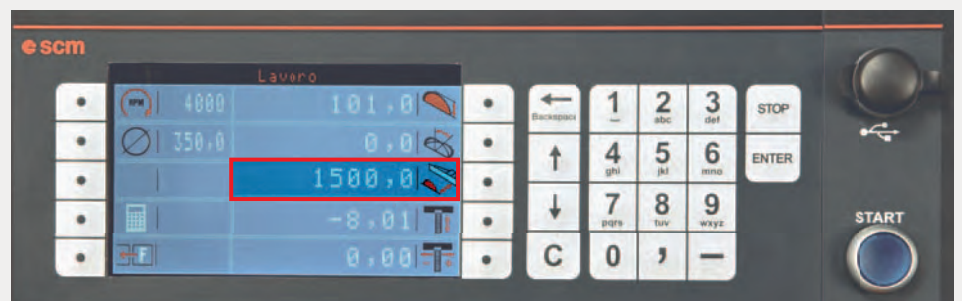 scm
Lavoro
RPM 4000 101,0
350,0 0,0
1500,0
-8,01
F 0,00
Backspace
1 2 abc 3 def STOP
4 ghi 5 jkl 6 mno ENTER
7 pqrs 8 tuv 9 wxyz
C 0 , —
START